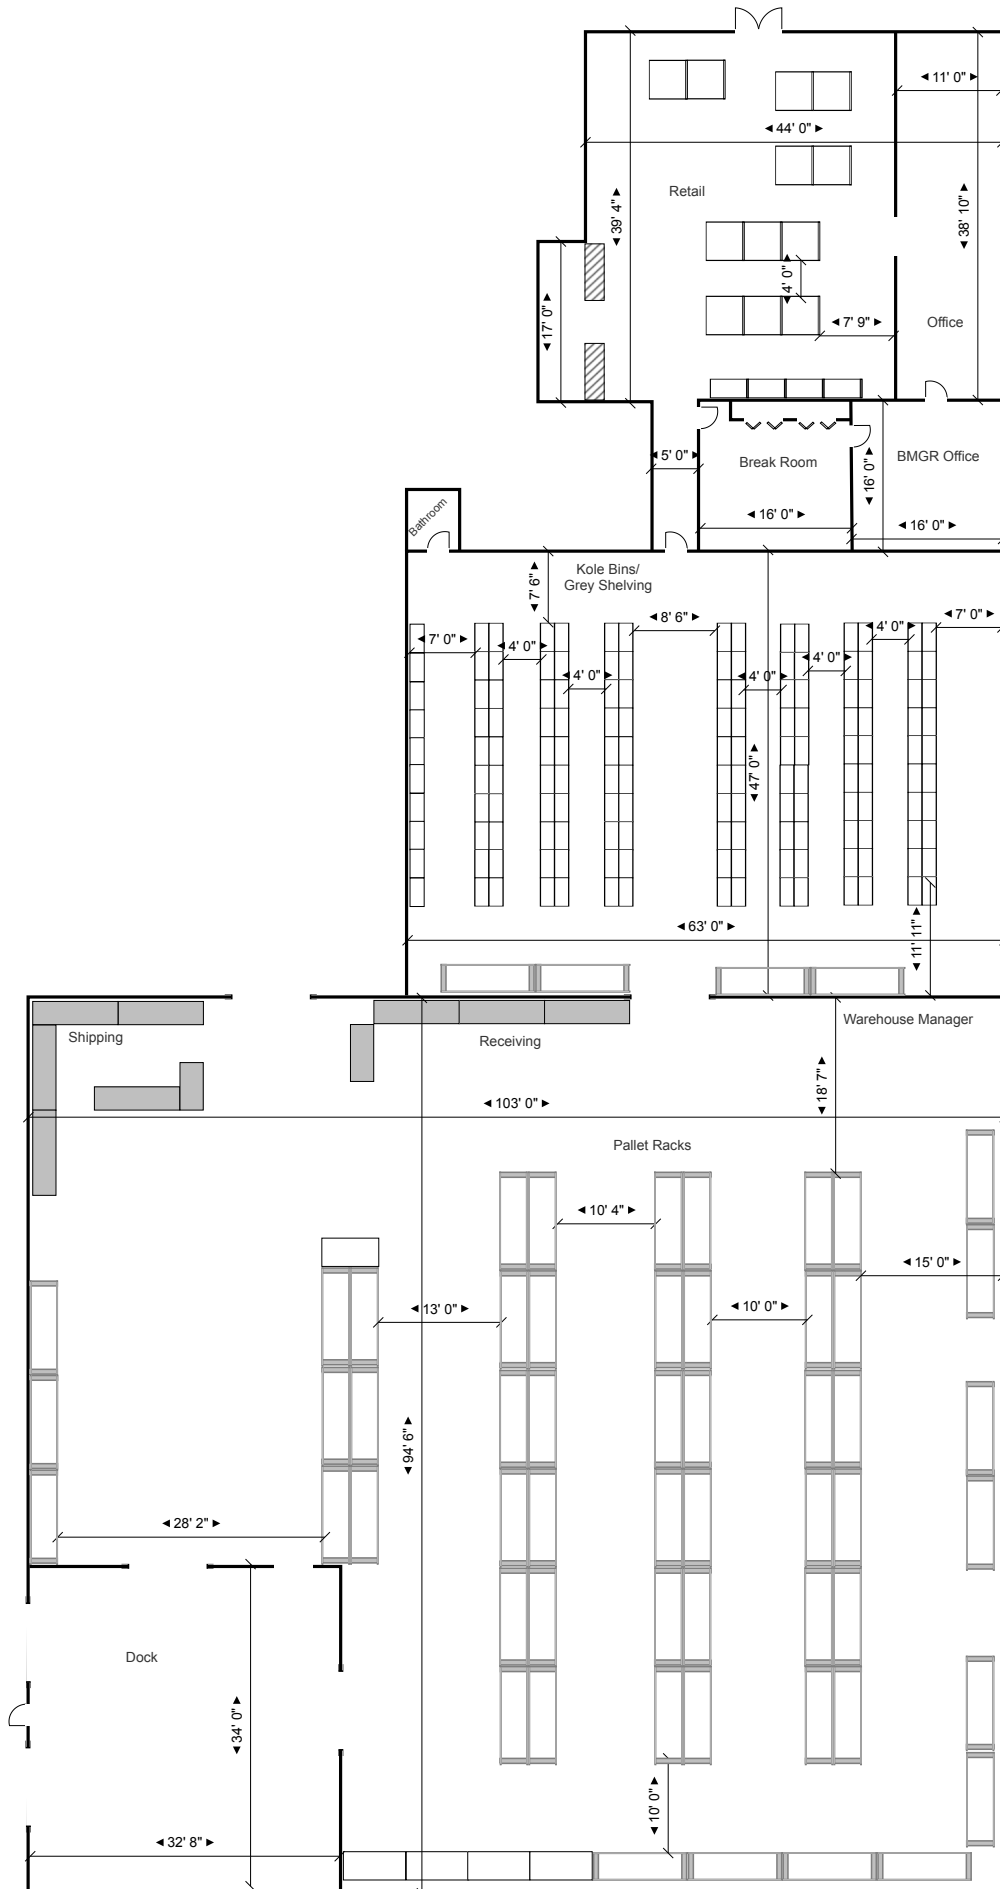 11' 0"
44' 0"
Retail
39' 4"
38' 10"
4' 0"
17' 0"
7' 9"
Office
5' 0"
Break Room
BMGR Office
16' 0"
16' 0"
16' 0"
Bathroom
Kole Bins/
Grey Shelving
7' 6"
8' 6"
7' 0"
7' 0"
4' 0"
4' 0"
4' 0"
4' 0"
4' 0"
47' 0"
63' 0"
11' 11"
Shipping
Receiving
Warehouse Manager
18' 7"
103' 0"
Pallet Racks
10' 4"
15' 0"
13' 0"
10' 0"
94' 6"
28' 2"
Dock
34' 0"
10' 0"
32' 8"